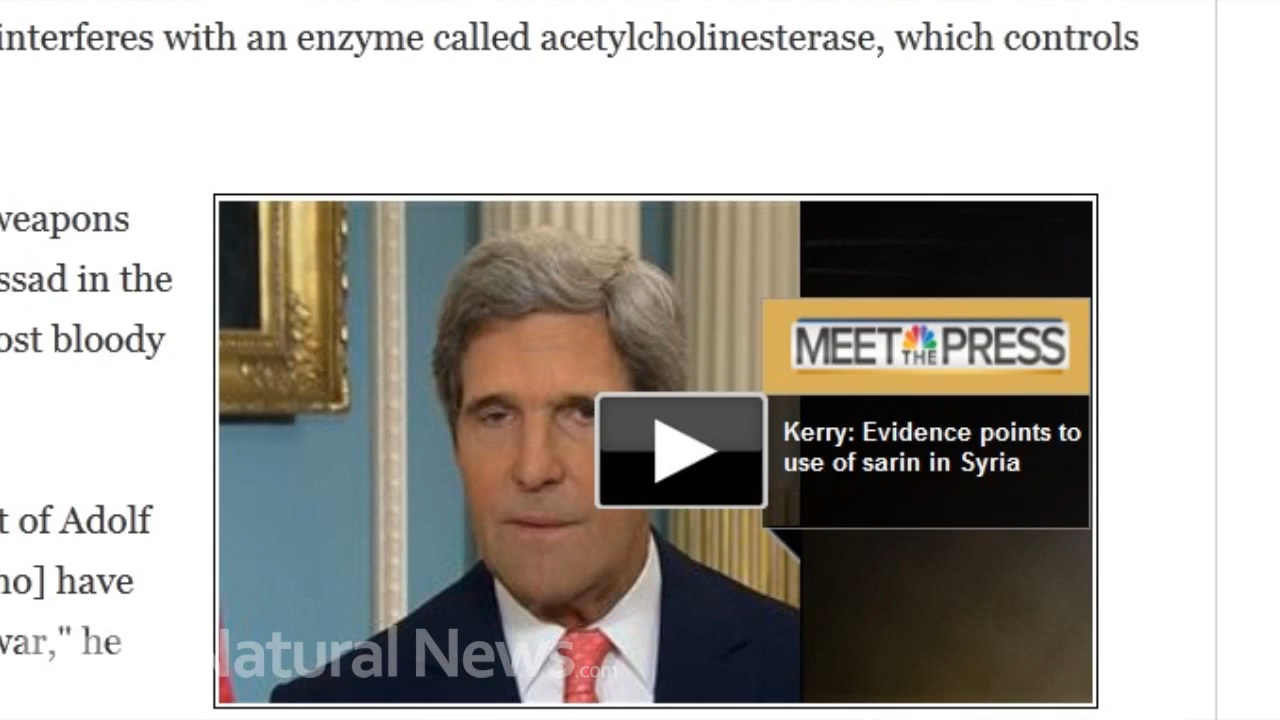 interferes with an enzyme called acetylcholinesterase, which controls
weapons
ssad in the
ost bloody
MEET THE PRESS
Kerry: Evidence points to
use of sarin in Syria
t of Adolf
no] have
war," he
Natural News.com